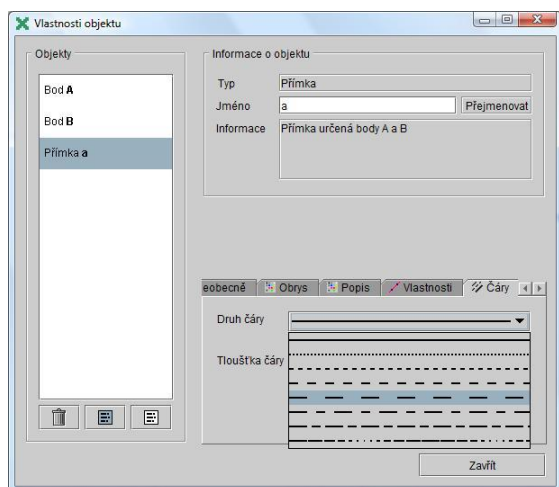 Vlastnosti objektu
Objekty
Bod A
Bod B
Přímka a
Informace o objektu
Typ
Přímka
Jméno
a
Přejmenovat
Informace
Přímka určená body A a B
eobecně
Obrys
Popis
Vlastnosti
Čáry
Druh čáry
Tloušťka čáry
Zavřít